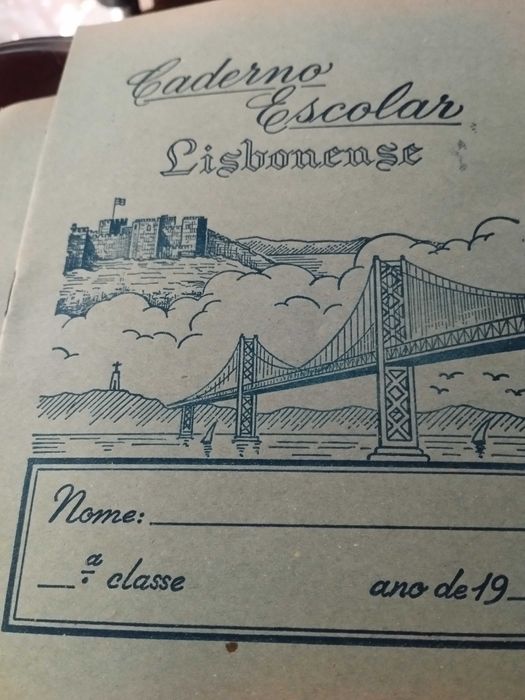 Caderno
Escolar
Lisbonense
Nome:
ª classe
ano de 19